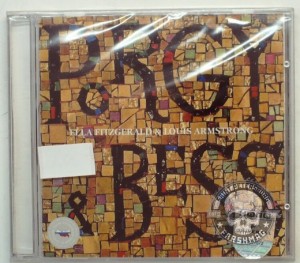 PORGY
ELLA FITZGERALD & LOUIS ARMSTRONG
& BESS